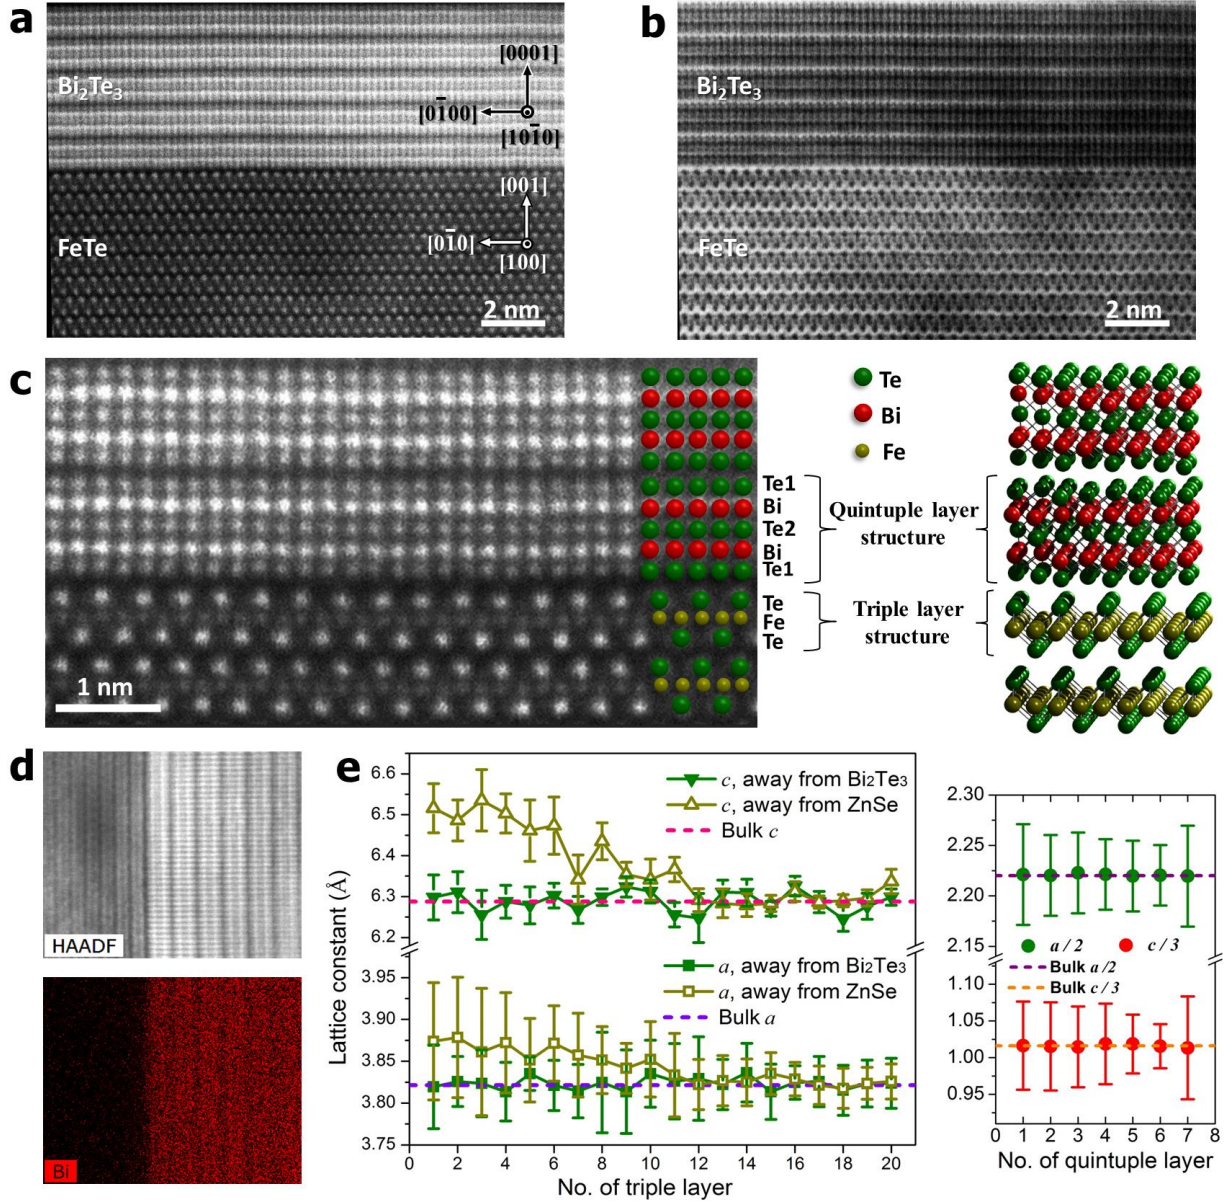 a
Bi₂Te₃
[0001]
[01̄00]
[101̄0]
[001]
[01̄0]
[100]
FeTe
2 nm
b
Bi₂Te₃
FeTe
2 nm
c
Te
Bi
Fe
Te1
Bi
Te2
Bi
Te1
Quintuple layer
structure
Te
Fe
Te
Triple layer
structure
1 nm
d
HAADF
Bi
e
Lattice constant (Å)
6.6
6.5
6.4
6.3
6.2
3.95
3.90
3.85
3.80
3.75
c, away from Bi₂Te₃
c, away from ZnSe
Bulk c
a, away from Bi₂Te₃
a, away from ZnSe
Bulk a
0 2 4 6 8 10 12 14 16 18 20
No. of triple layer
2.30
2.25
2.20
2.15
1.10
1.05
1.00
0.95
a / 2 c / 3
Bulk a /2
Bulk c / 3
0 1 2 3 4 5 6 7 8
No. of quintuple layer